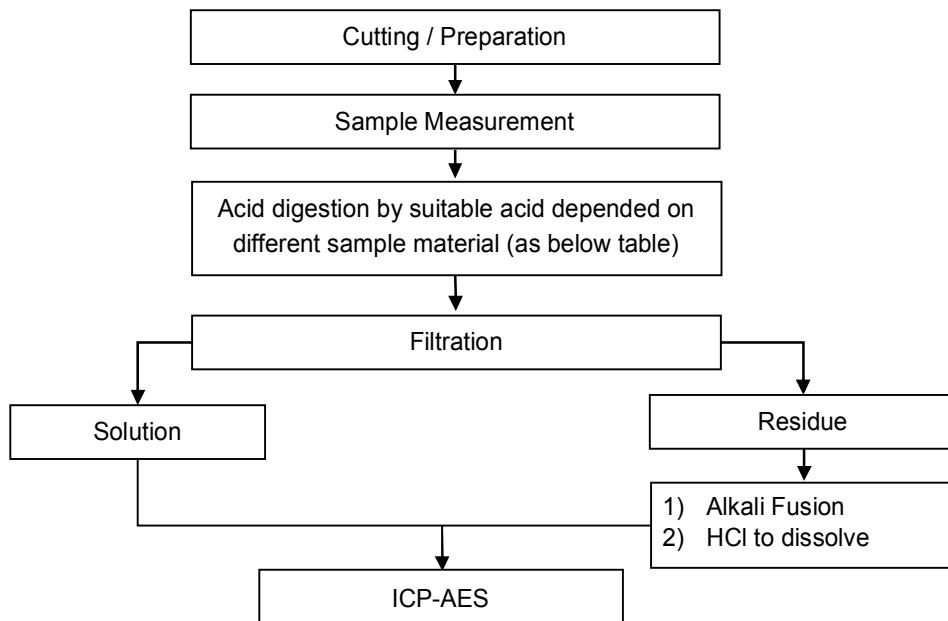 Cutting / Preparation
Sample Measurement
Acid digestion by suitable acid depended on
different sample material (as below table)
Filtration
Solution
Residue
1) Alkali Fusion
2) HCl to dissolve
ICP-AES